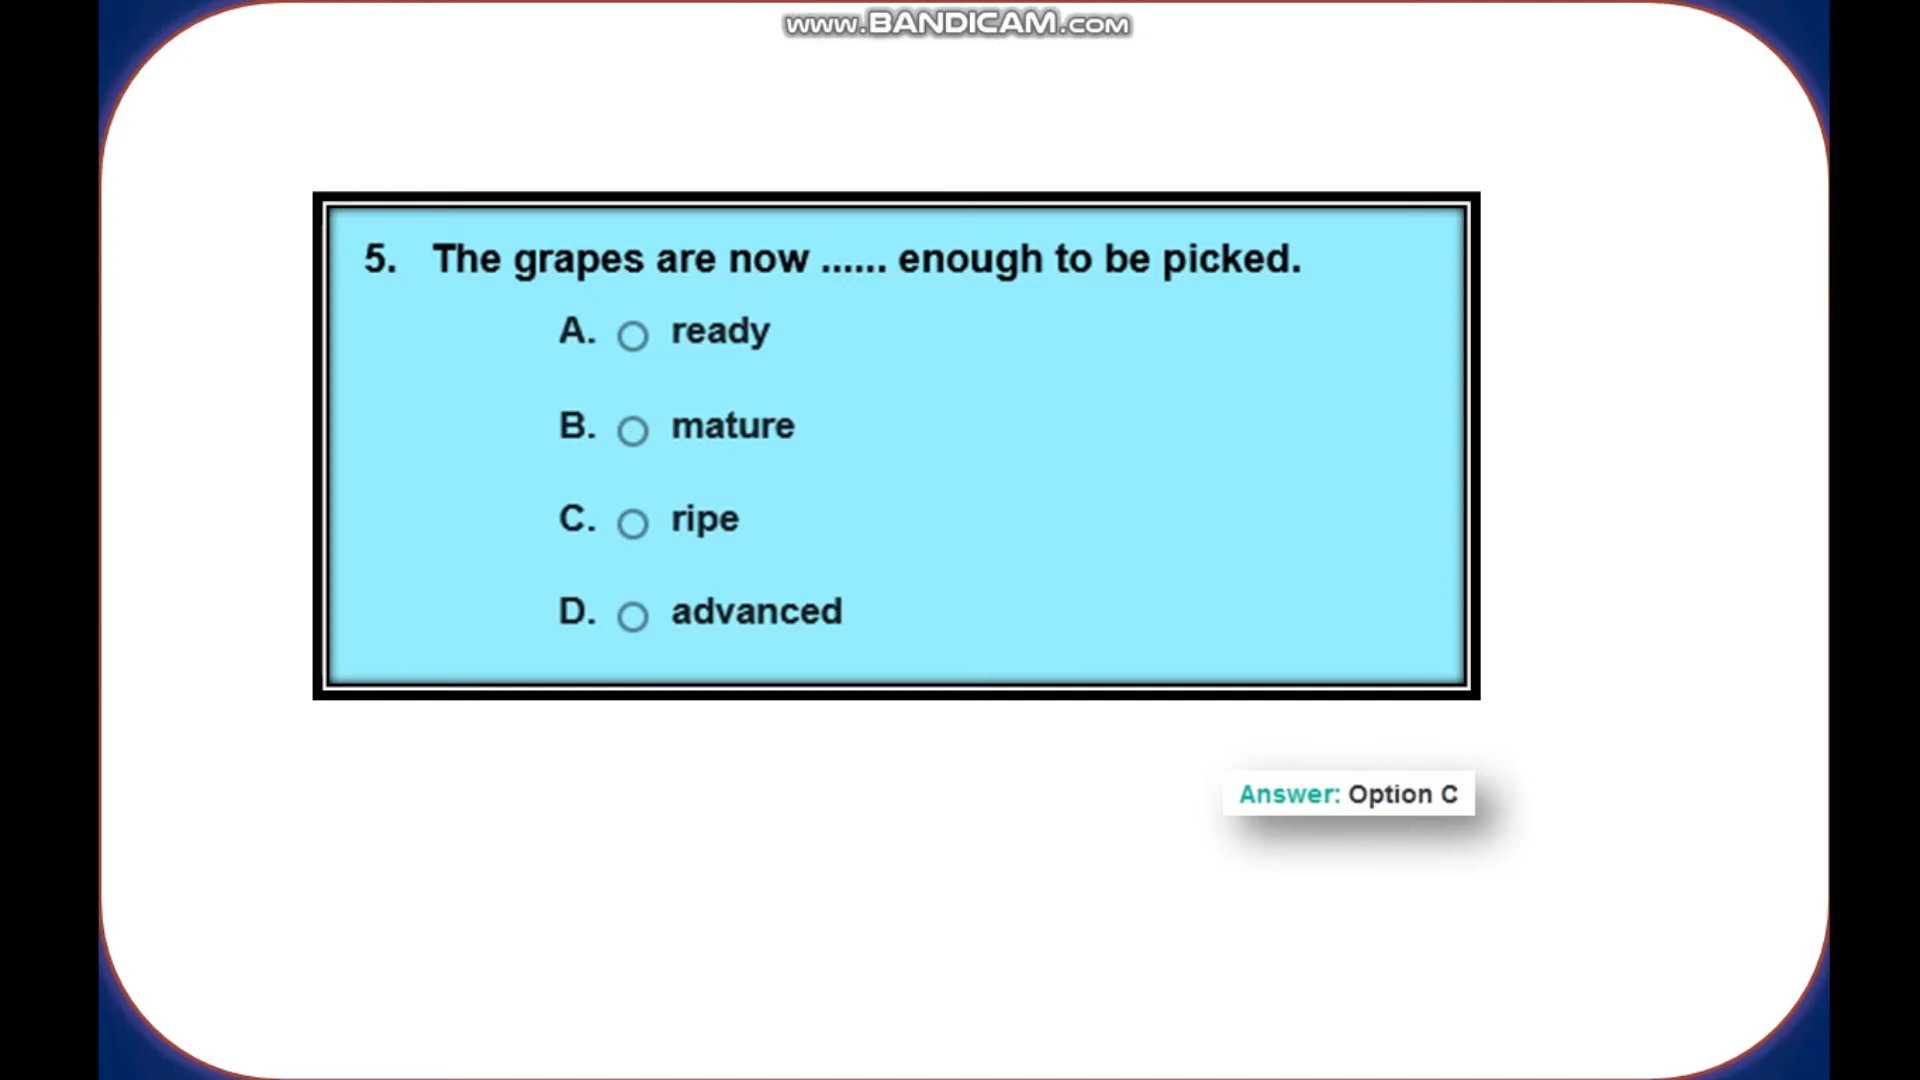 www.BANDICAM.com
5. The grapes are now ...... enough to be picked.
A. ready
B. mature
C. ripe
D. advanced
Answer: Option C